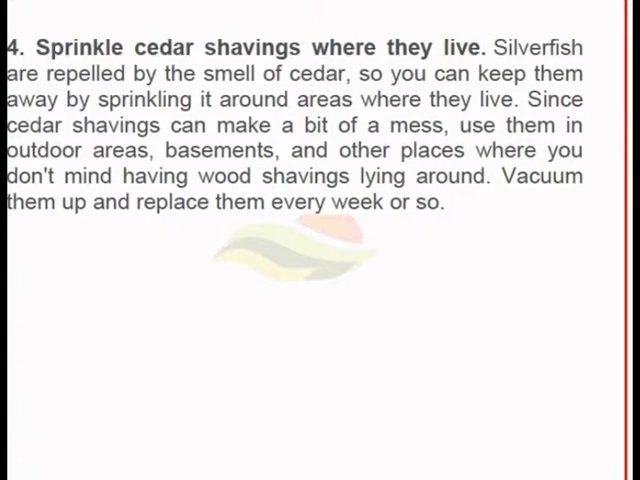 4. Sprinkle cedar shavings where they live. Silverfish
are repelled by the smell of cedar, so you can keep them
away by sprinkling it around areas where they live. Since
cedar shavings can make a bit of a mess, use them in
outdoor areas, basements, and other places where you
don't mind having wood shavings lying around. Vacuum
them up and replace them every week or so.